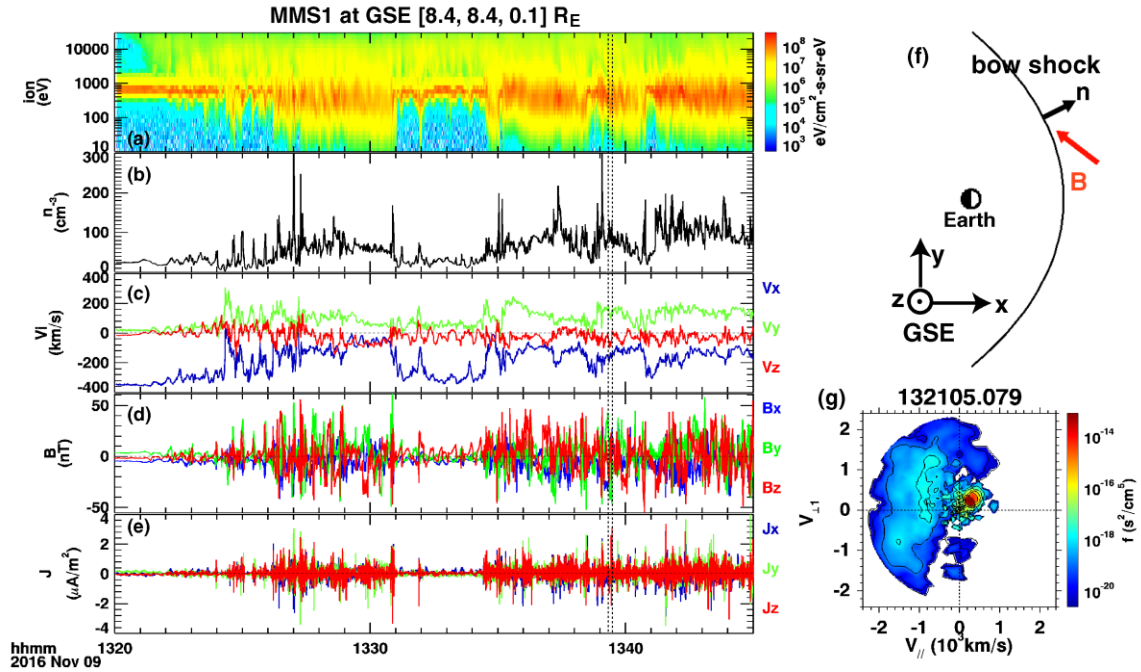 MMS1 at GSE [8.4, 8.4, 0.1] R_E
10000
1000
100
10
ion
(eV)
(a)
10^8
10^7
10^6
10^5
10^4
10^3
eV/cm^2-s-sr-eV
300
200
100
0
n
(cm^-3)
(b)
400
200
0
-200
-400
Vi
(km/s)
(c)
Vx
Vy
Vz
50
0
-50
B
(nT)
(d)
Bx
By
Bz
4
2
0
-2
-4
J
(μA/m^2)
(e)
Jx
Jy
Jz
hhmm
2016 Nov 09
1320
1330
1340
(f)
bow shock
n
B
Earth
y
z
x
GSE
(g)
132105.079
2
1
0
-1
-2
V_⊥1
-2 -1 0 1 2
V_// (10^3km/s)
10^-14
10^-16
10^-18
10^-20
f (s^2/cm^5)